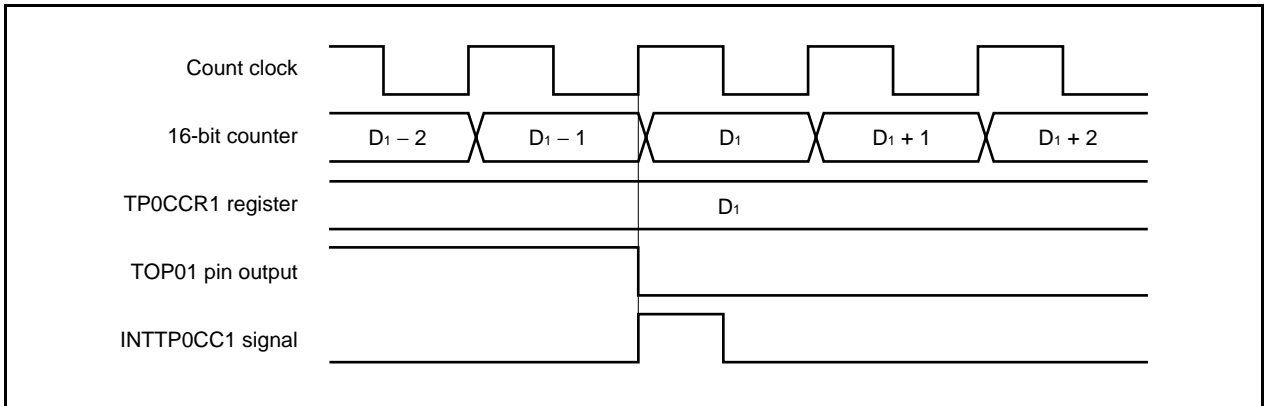 Count clock
16-bit counter D₁ − 2 D₁ − 1 D₁ D₁ + 1 D₁ + 2
TP0CCR1 register D₁
TOP01 pin output
INTTP0CC1 signal